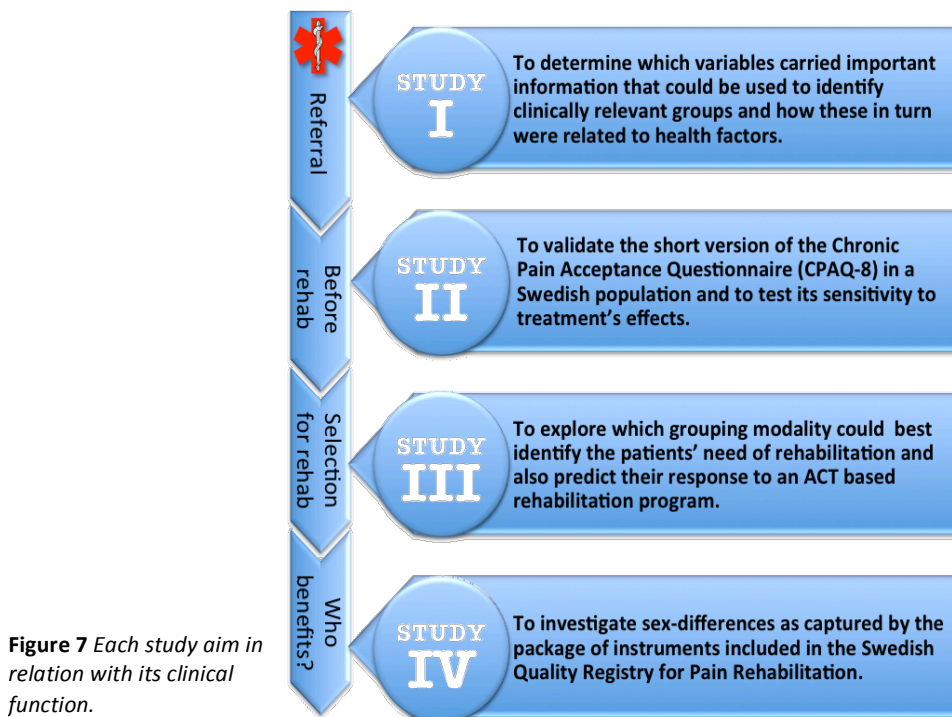 Referral
STUDY
I
To determine which variables carried important
information that could be used to identify
clinically relevant groups and how these in turn
were related to health factors.
Before
rehab
STUDY
II
To validate the short version of the Chronic
Pain Acceptance Questionnaire (CPAQ-8) in a
Swedish population and to test its sensitivity to
treatment's effects.
Selection
for rehab
STUDY
III
To explore which grouping modality could best
identify the patients' need of rehabilitation and
also predict their response to an ACT based
rehabilitation program.
Who
benefits?
STUDY
IV
To investigate sex-differences as captured by the
package of instruments included in the Swedish
Quality Registry for Pain Rehabilitation.
Figure 7 Each study aim in
relation with its clinical
function.